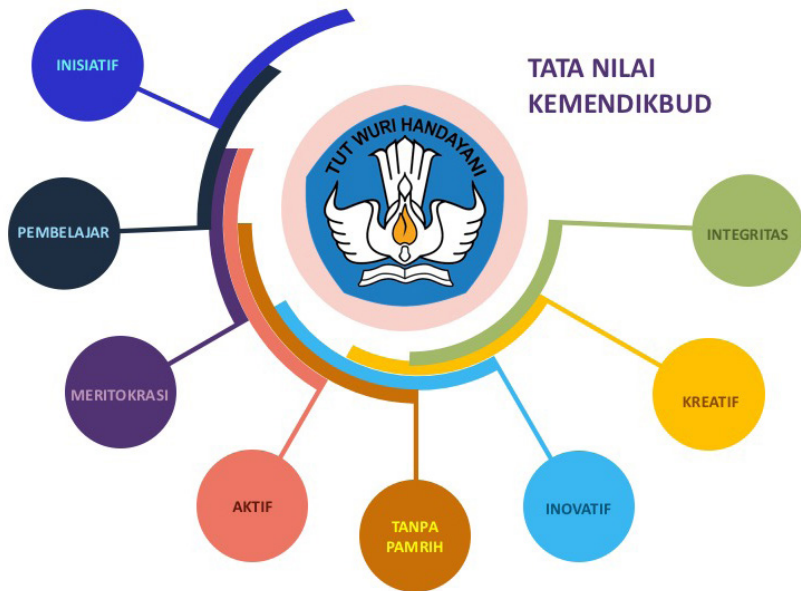 TATA NILAI
KEMENDIKBUD
TUT WURI HANDAYANI
INISIATIF
PEMBELAJAR
MERITOKRASI
AKTIF
TANPA
PAMRIH
INOVATIF
KREATIF
INTEGRITAS